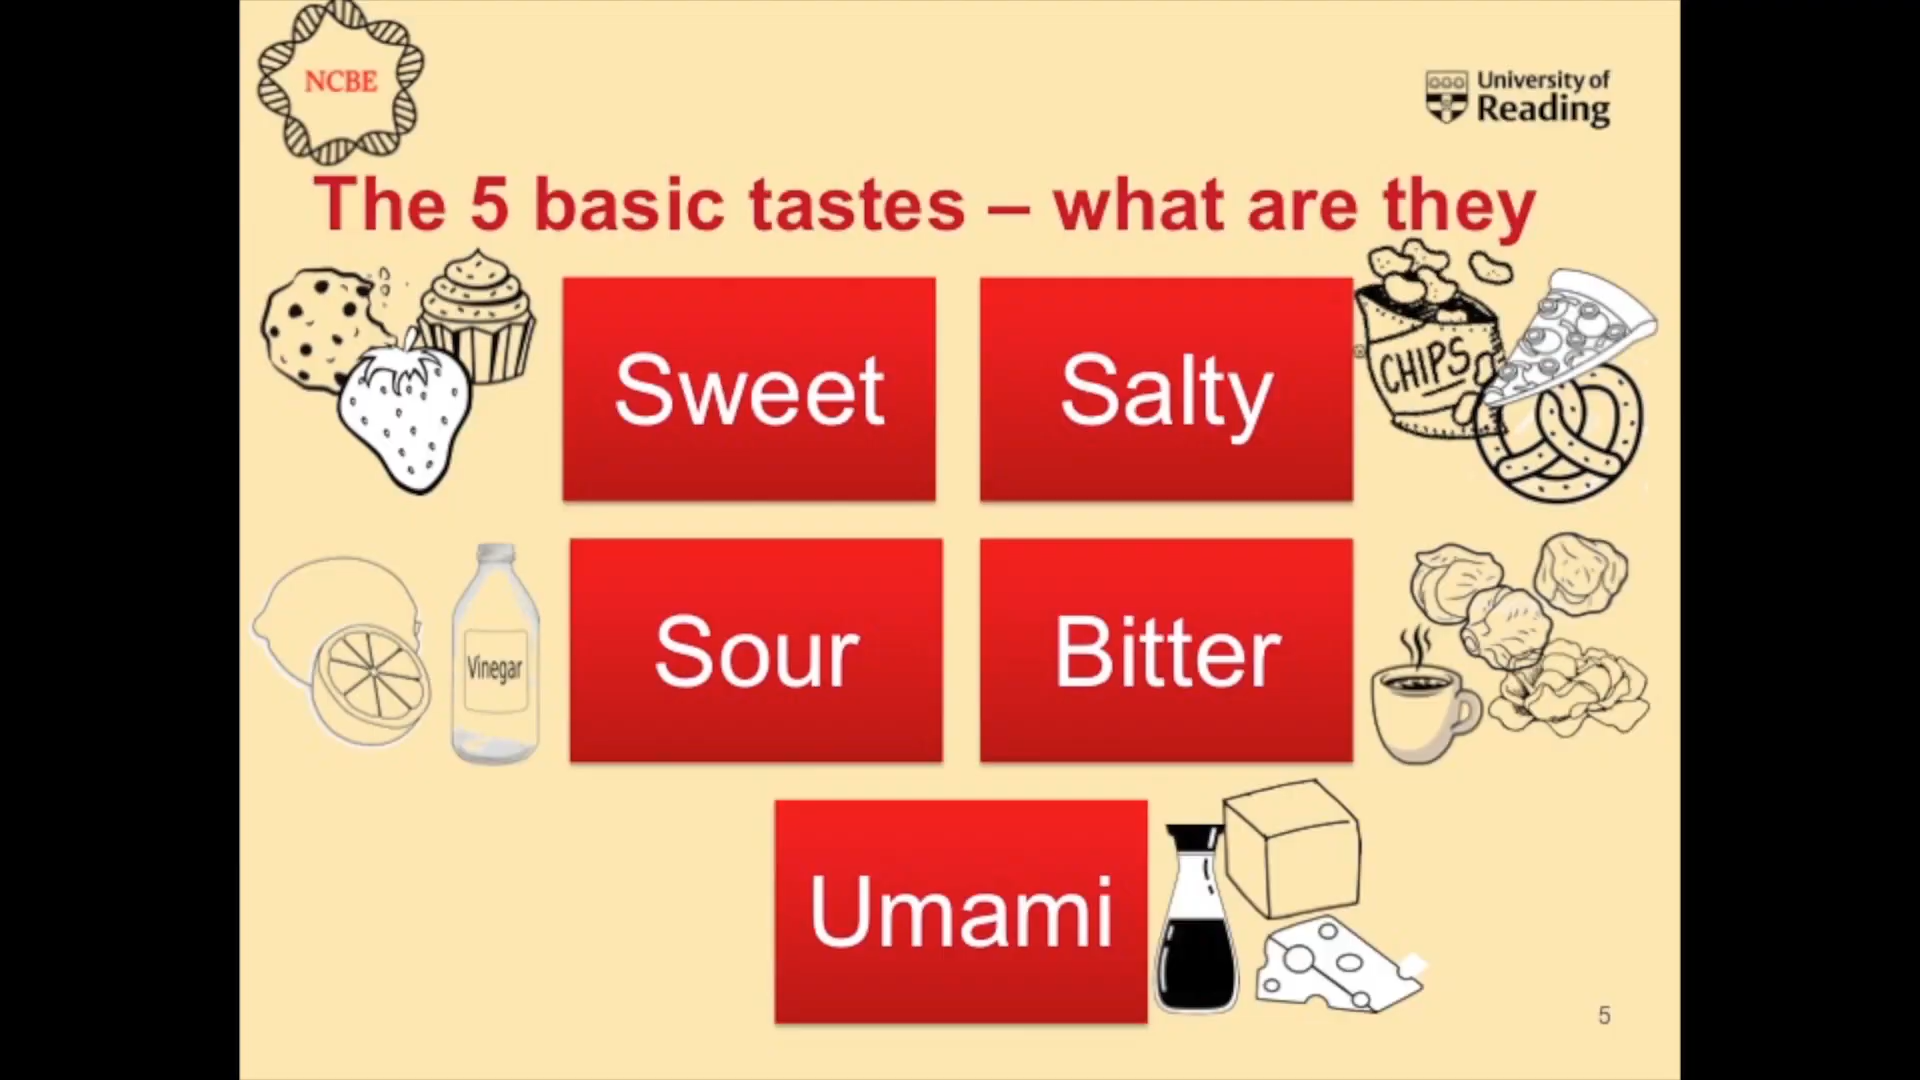 NCBE
University of
Reading
The 5 basic tastes – what are they
Sweet
Salty
CHIPS
Sour
Vinegar
Bitter
Umami
5